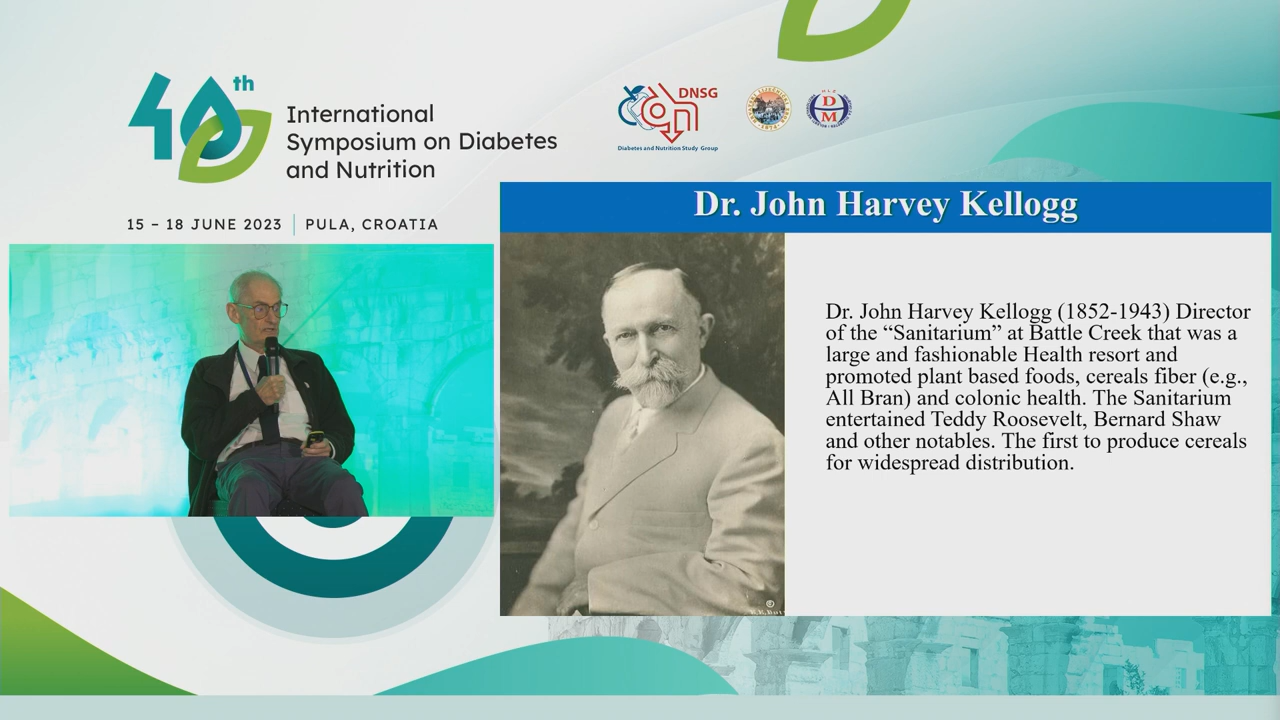 40th
International
Symposium on Diabetes
and Nutrition
15 – 18 JUNE 2023 | PULA, CROATIA
DNSG
Diabetes and Nutrition Study Group
DM
Dr. John Harvey Kellogg
Dr. John Harvey Kellogg (1852-1943) Director
of the “Sanitarium” at Battle Creek that was a
large and fashionable Health resort and
promoted plant based foods, cereals fiber (e.g.,
All Bran) and colonic health. The Sanitarium
entertained Teddy Roosevelt, Bernard Shaw
and other notables. The first to produce cereals
for widespread distribution.